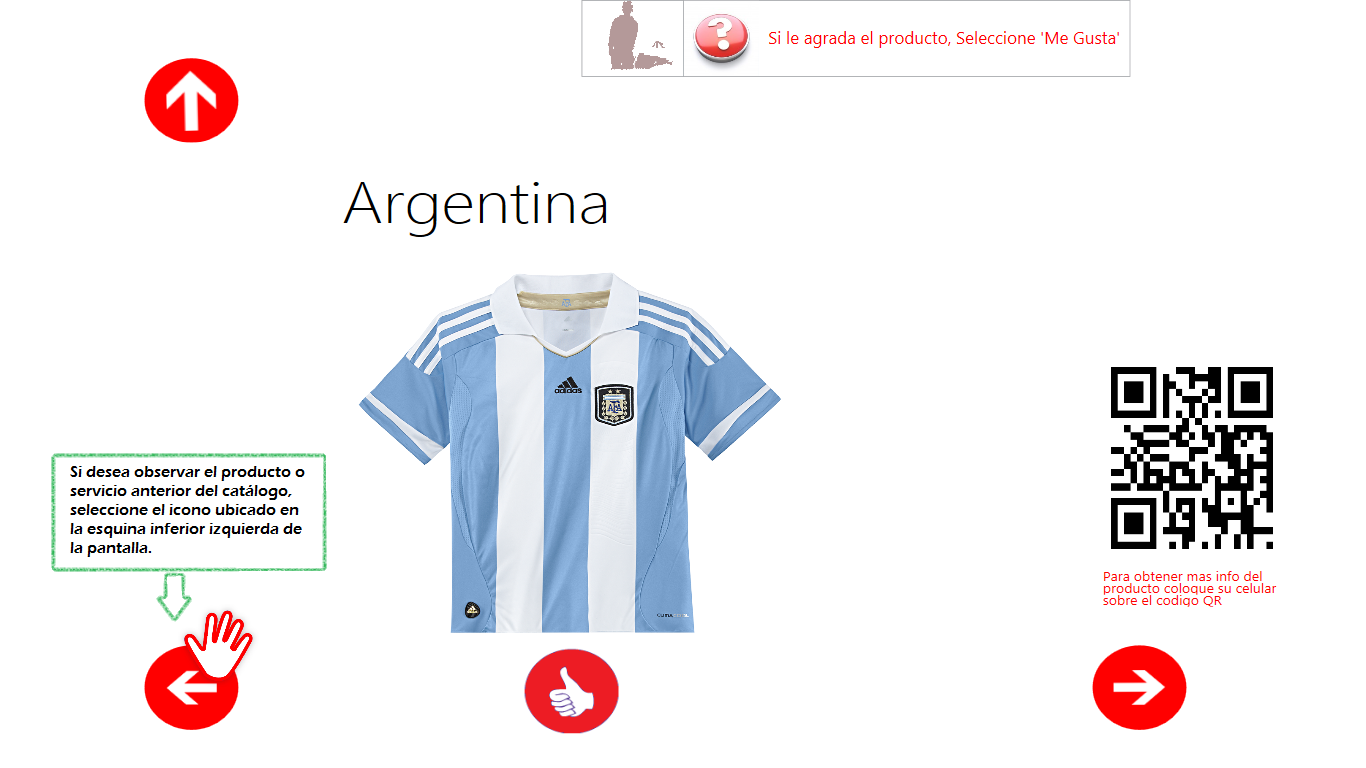 Si le agrada el producto, Seleccione 'Me Gusta'
Argentina
adidas
AFA
Si desea observar el producto o
servicio anterior del catálogo,
seleccione el icono ubicado en
la esquina inferior izquierda de
la pantalla.
Para obtener mas info del
producto coloque su celular
sobre el codigo QR